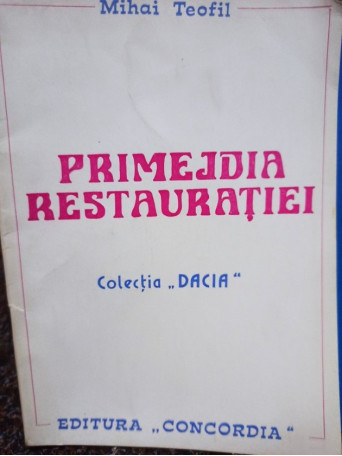 Mihai Teofil
PRIMEJDIA
RESTAURAȚIEI
Colecția „DACIA“
EDITURA „CONCORDIA“